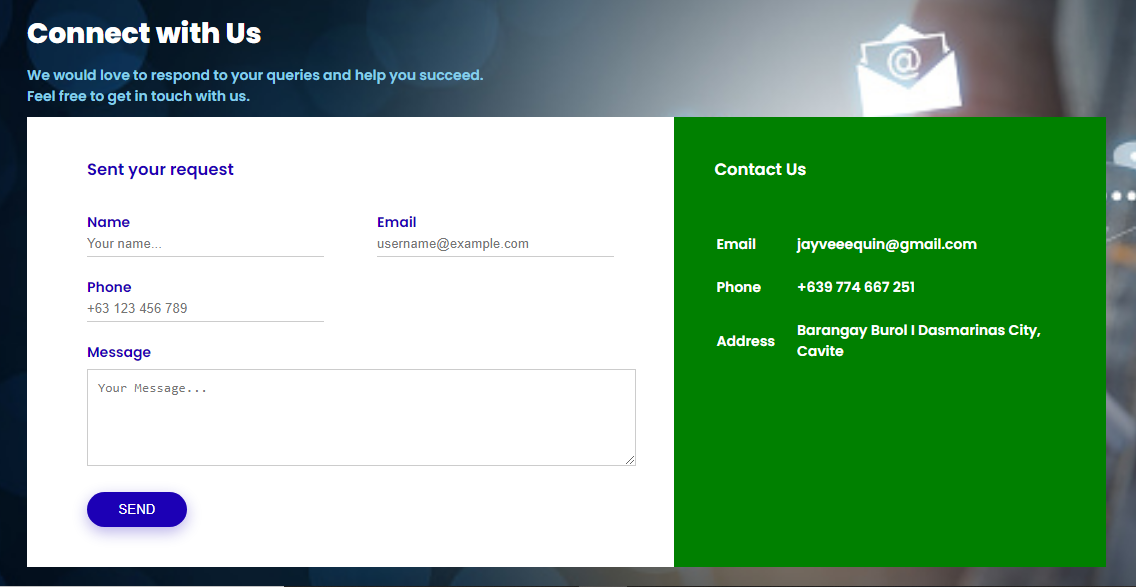 Connect with Us
We would love to respond to your queries and help you succeed.
Feel free to get in touch with us.
Sent your request
Name
Your name...
Email
username@example.com
Phone
+63 123 456 789
Message
Your Message...
SEND
Contact Us
Email jayveeequin@gmail.com
Phone +639 774 667 251
Address Barangay Burol I Dasmarinas City,
Cavite
@